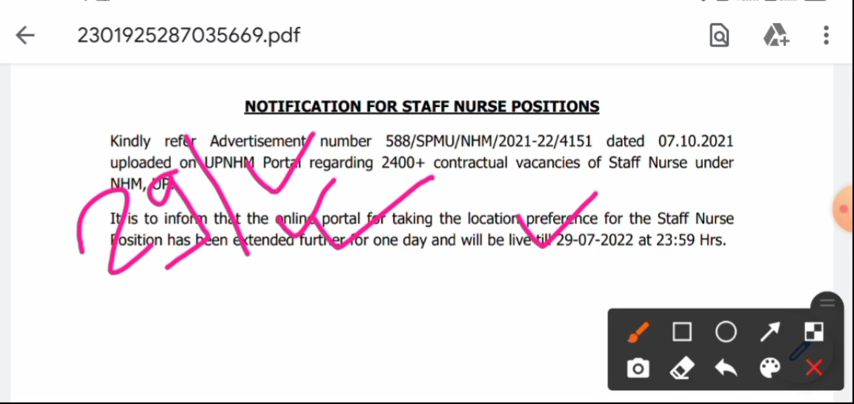 2301925287035669.pdf
NOTIFICATION FOR STAFF NURSE POSITIONS
Kindly refer Advertisement number 588/SPMU/NHM/2021-22/4151 dated 07.10.2021
uploaded on UPNHM Portal regarding 2400+ contractual vacancies of Staff Nurse under
NHM, UP.
It is to inform that the online portal for taking the location preference for the Staff Nurse
Position has been extended further for one day and will be live till 29-07-2022 at 23:59 Hrs.
29/